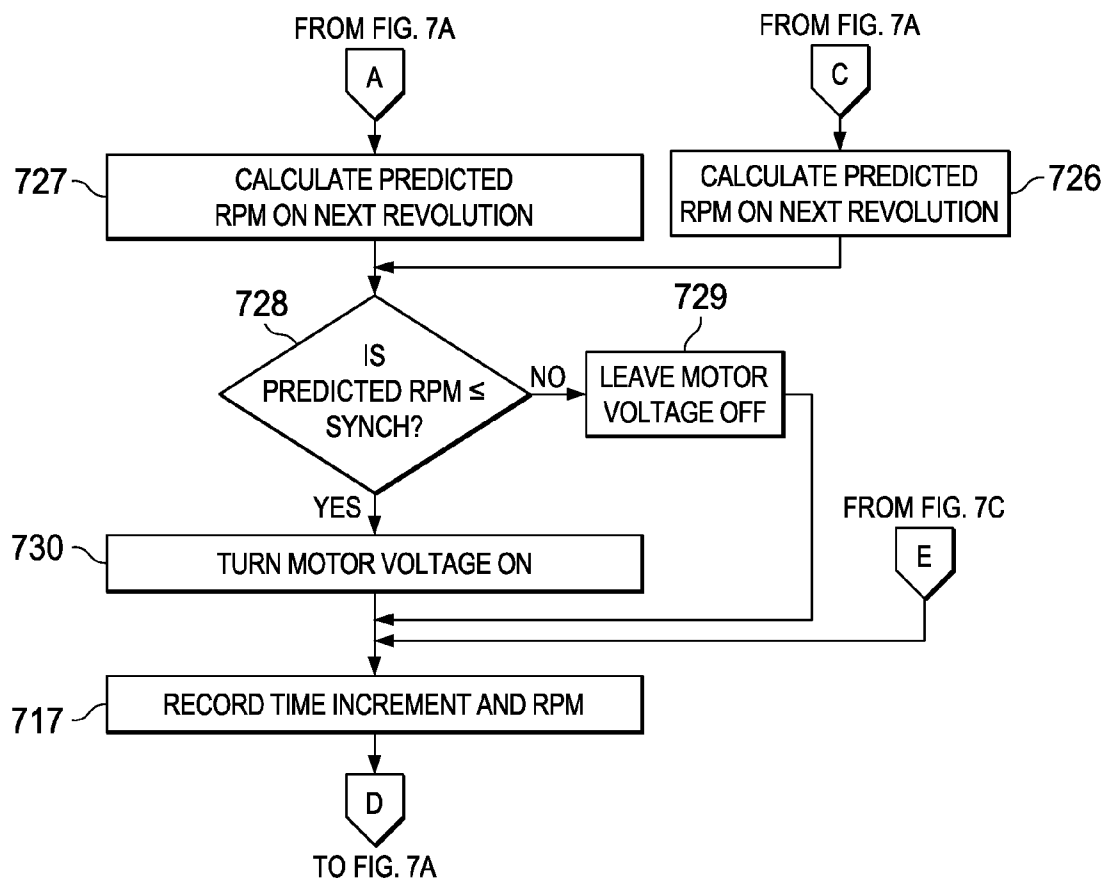 FROM FIG. 7A
A
FROM FIG. 7A
C
727
CALCULATE PREDICTED
RPM ON NEXT REVOLUTION
CALCULATE PREDICTED
RPM ON NEXT REVOLUTION
726
728
IS
PREDICTED RPM ≤
SYNCH?
NO
729
LEAVE MOTOR
VOLTAGE OFF
YES
FROM FIG. 7C
E
730
TURN MOTOR VOLTAGE ON
717
RECORD TIME INCREMENT AND RPM
D
TO FIG. 7A